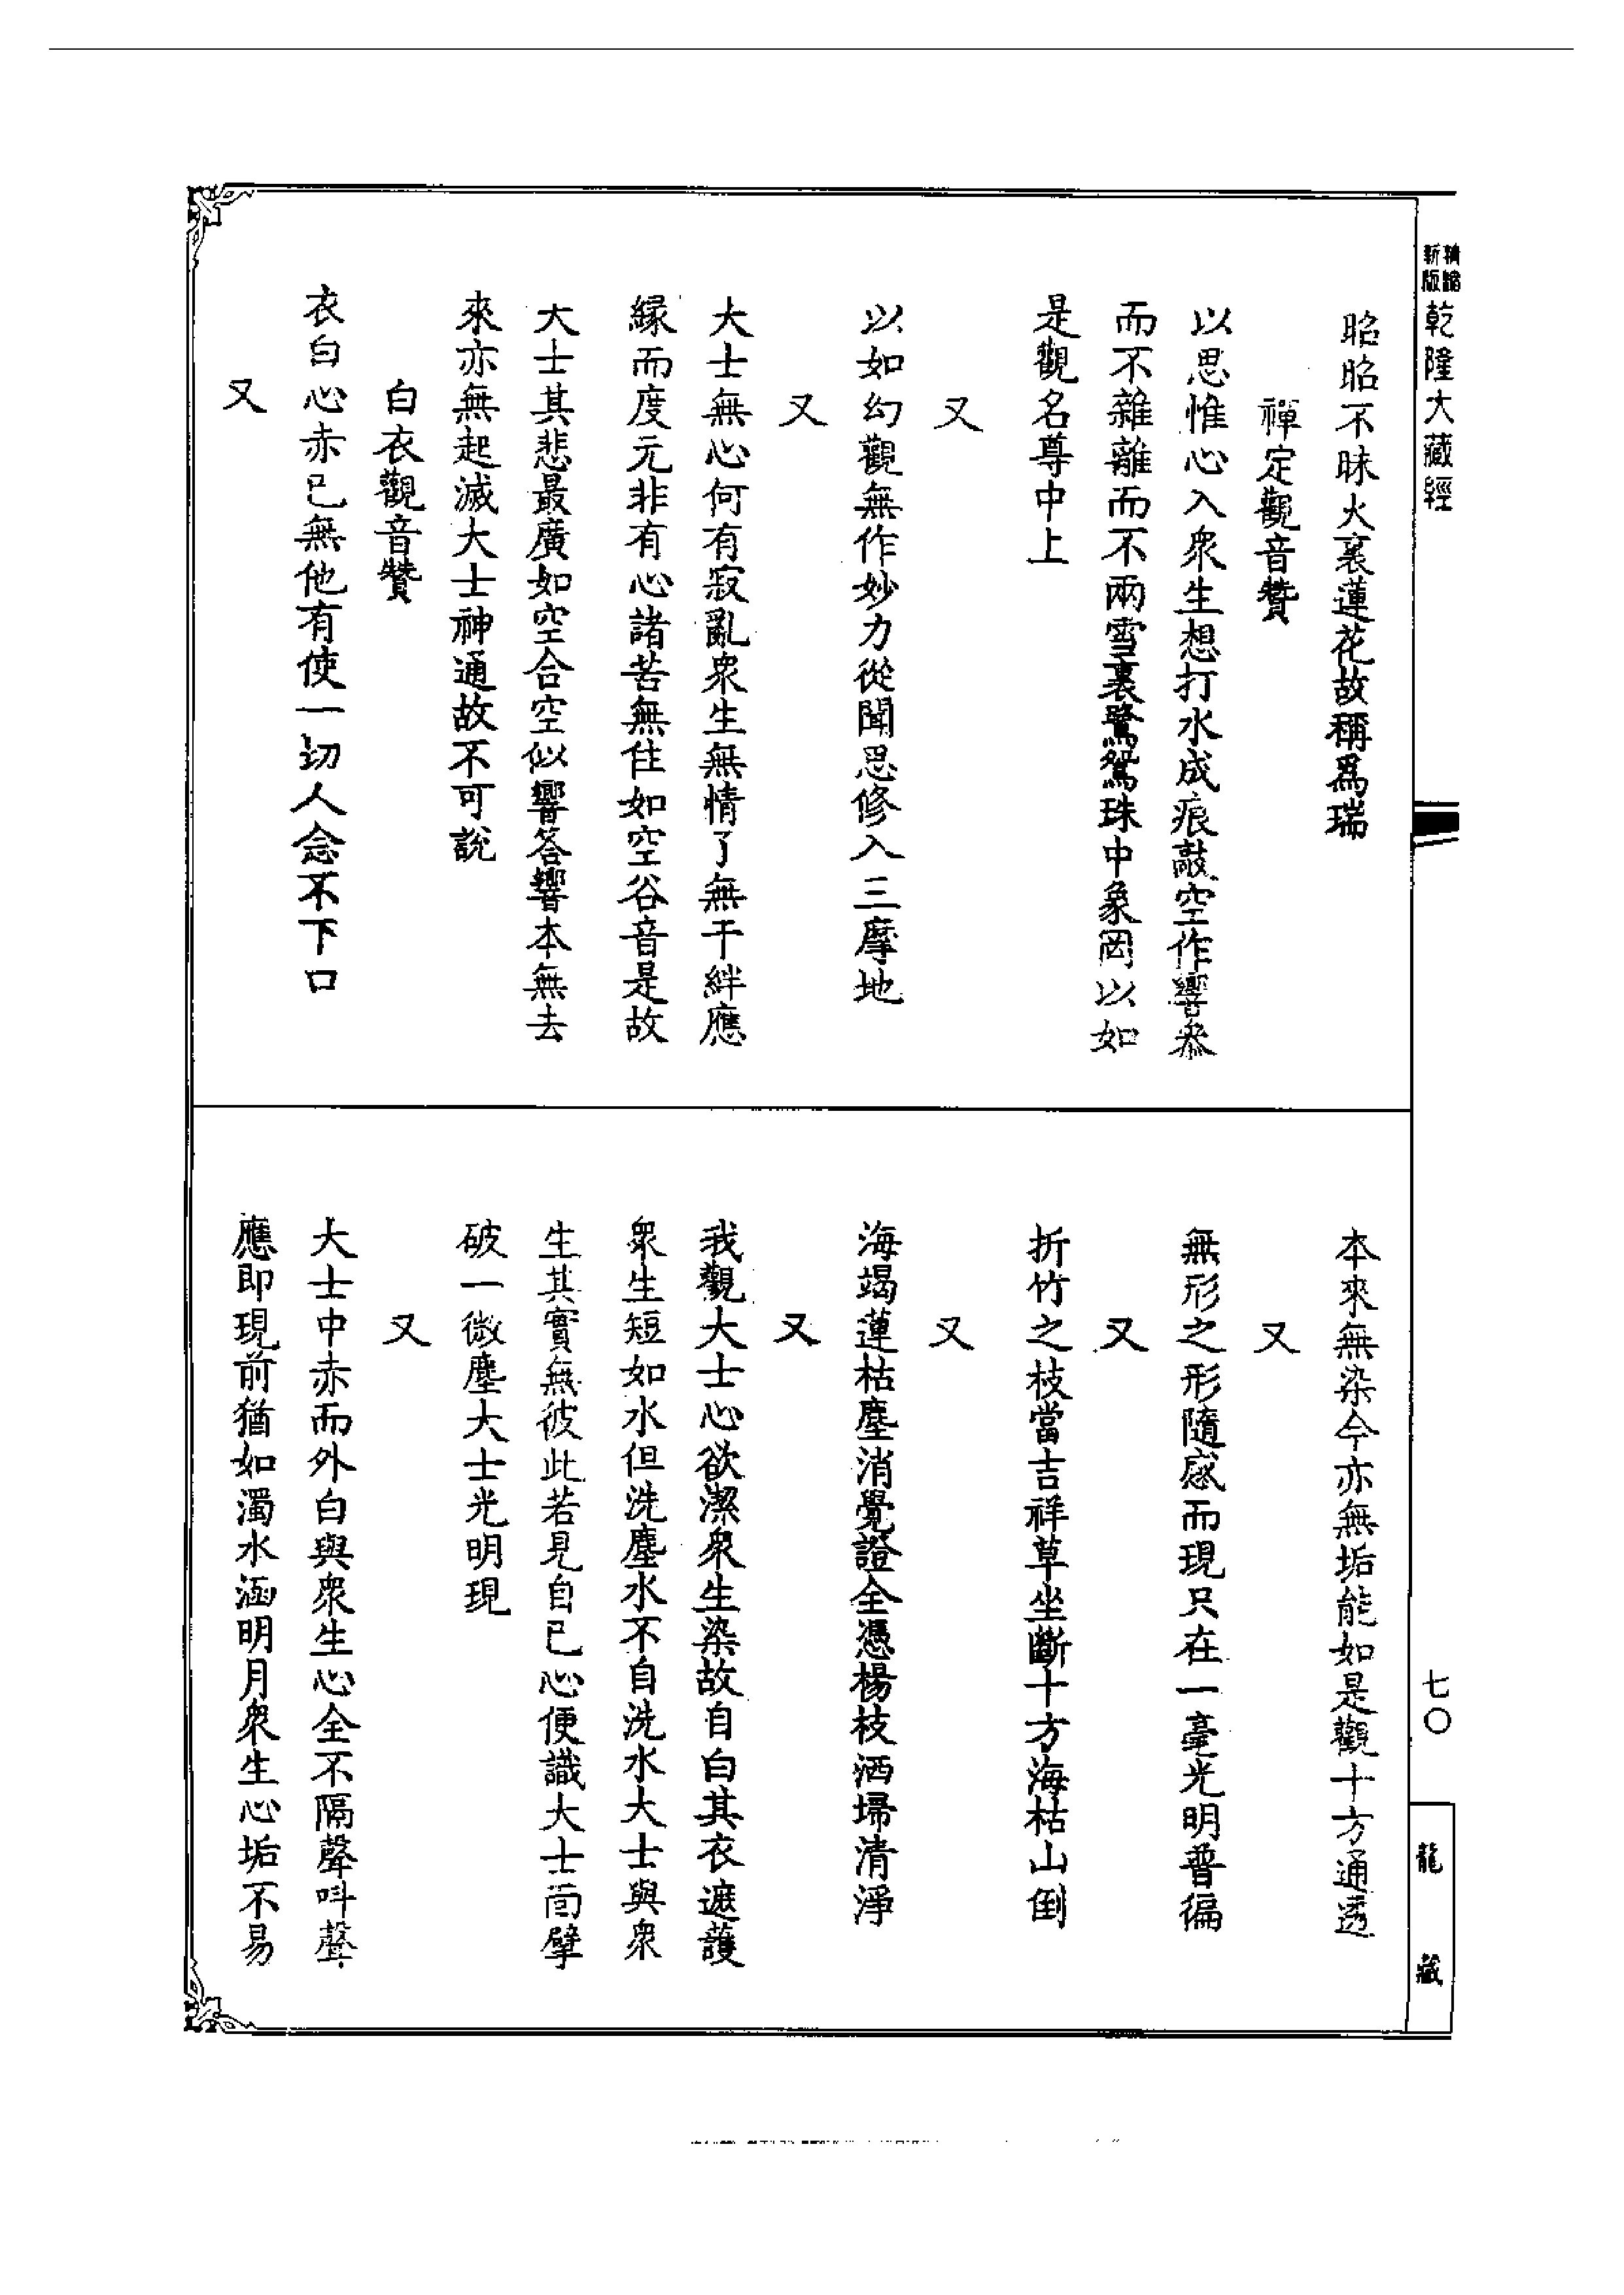 新版
精縮
乾隆大藏經
七〇
龍藏
昭昭不昧火裏蓮花故稱爲瑞
禪定觀音贊
以思惟心入衆生想打水成痕敲空作響叅
而不雜離而不兩雪裏鷺鷥珠中象罔以如
是觀名尊中上
又
以如幻觀無作妙力從聞思修入三摩地
又
大士無心何有寂亂衆生無情了無干絆應
緣而度元非有心諸苦無住如空谷音是故
大士其悲最廣如空合空似響答響本無去
來亦無起滅大士神通故不可說
白衣觀音贊
衣白心赤已無他有使一切人念不下口
又
本來無染今亦無垢能如是觀十方通透
又
無形之形隨感而現只在一毫光明普徧
又
折竹之枝當吉祥草坐斷十方海枯山倒
又
海竭蓮枯塵消覺證全憑楊枝洒埽清淨
又
我觀大士心欲潔衆生染故自白其衣遮護
衆生短如水但洗塵水不自洗水大士與衆
生其實無彼此若見自已心便識大士面擘
破一微塵大士光明現
又
大士中赤而外白與衆生心全不隔聲呌聲
應即現前猶如濁水涵明月衆生心垢不易